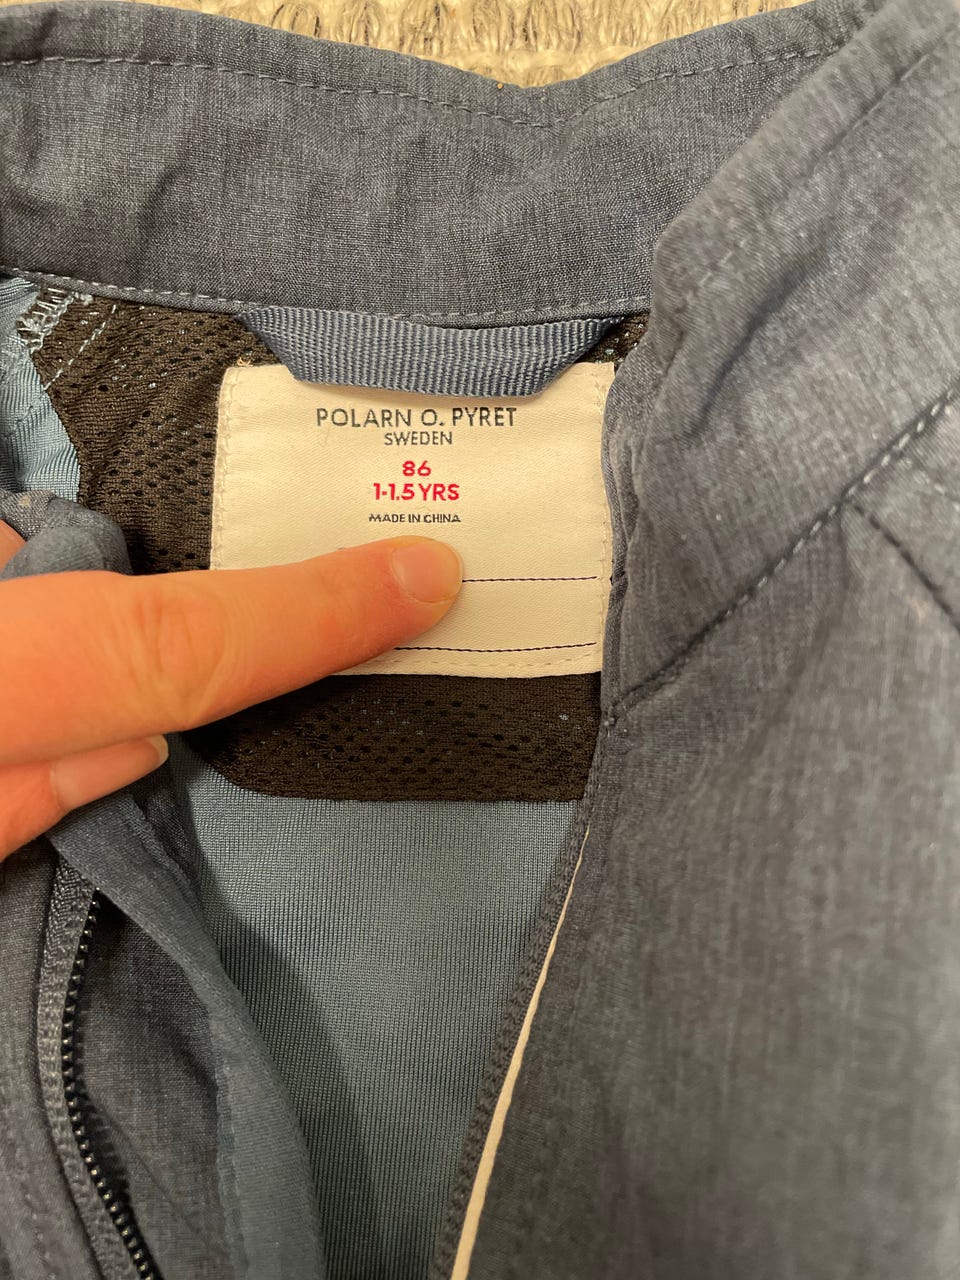 POLARN O. PYRET
SWEDEN
86
1-1.5 YRS
MADE IN CHINA